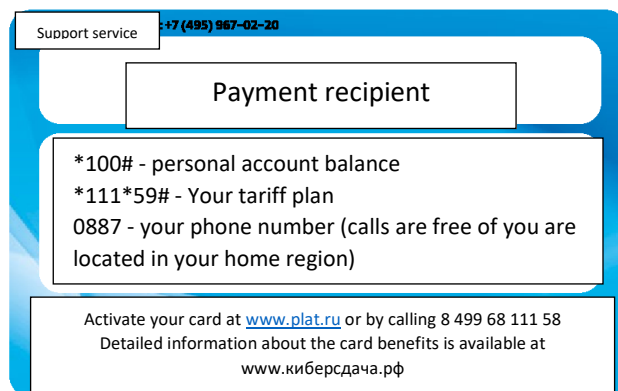 Support service : +7 (495) 967-02-20
Payment recipient
*100# - personal account balance
*111*59# - Your tariff plan
0887 - your phone number (calls are free of you are
located in your home region)
Activate your card at www.plat.ru or by calling 8 499 68 111 58
Detailed information about the card benefits is available at
www.киберсдача.рф